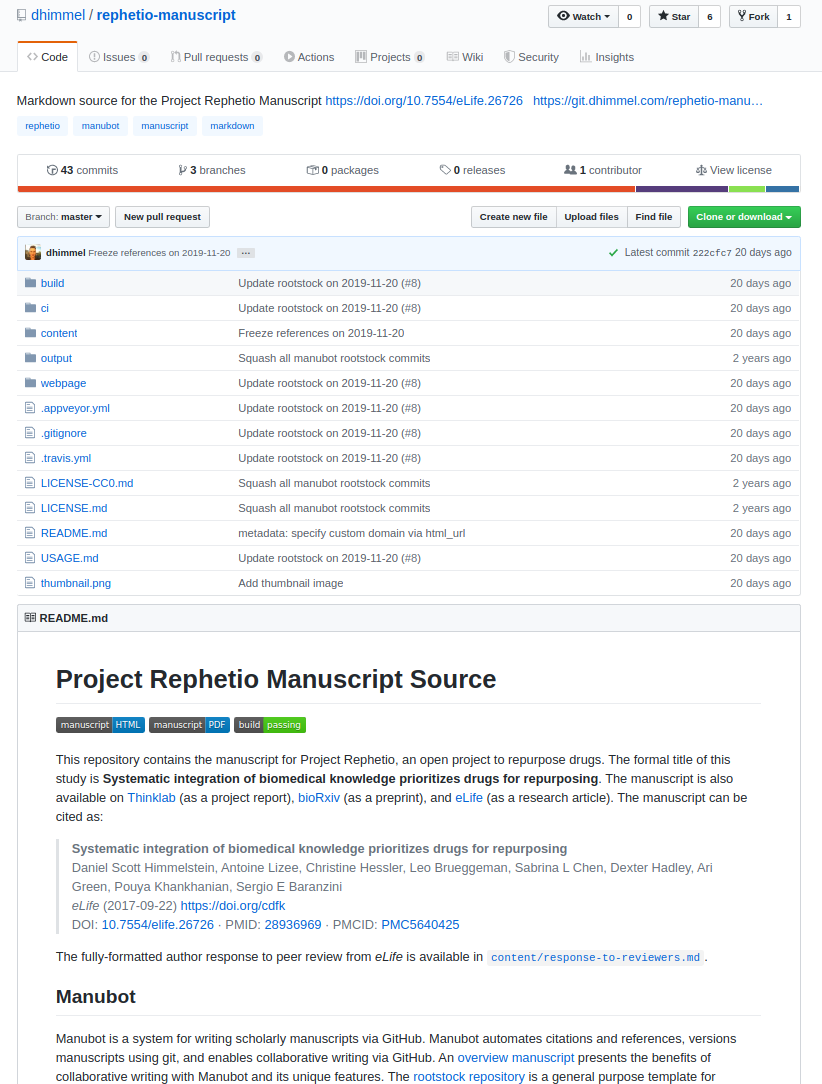 dhimmel / rephetio-manuscript
Watch 0 Star 6 Fork 1
Code Issues 0 Pull requests 0 Actions Projects 0 Wiki Security Insights
Markdown source for the Project Rephetio Manuscript https://doi.org/10.7554/eLife.26726 https://git.dhimmel.com/rephetio-manu…
rephetio manubot manuscript markdown
43 commits 3 branches 0 packages 0 releases 1 contributor View license
Branch: master New pull request Create new file Upload files Find file Clone or download
dhimmel Freeze references on 2019-11-20 … Latest commit 222cfc7 20 days ago
build Update rootstock on 2019-11-20 (#8) 20 days ago
ci Update rootstock on 2019-11-20 (#8) 20 days ago
content Freeze references on 2019-11-20 20 days ago
output Squash all manubot rootstock commits 2 years ago
webpage Update rootstock on 2019-11-20 (#8) 20 days ago
.appveyor.yml Update rootstock on 2019-11-20 (#8) 20 days ago
.gitignore Update rootstock on 2019-11-20 (#8) 20 days ago
.travis.yml Update rootstock on 2019-11-20 (#8) 20 days ago
LICENSE-CC0.md Squash all manubot rootstock commits 2 years ago
LICENSE.md Squash all manubot rootstock commits 2 years ago
README.md metadata: specify custom domain via html_url 20 days ago
USAGE.md Update rootstock on 2019-11-20 (#8) 20 days ago
thumbnail.png Add thumbnail image 20 days ago
README.md
Project Rephetio Manuscript Source
manuscript HTML manuscript PDF build passing
This repository contains the manuscript for Project Rephetio, an open project to repurpose drugs. The formal title of this
study is Systematic integration of biomedical knowledge prioritizes drugs for repurposing. The manuscript is also
available on Thinklab (as a project report), bioRxiv (as a preprint), and eLife (as a research article). The manuscript can be
cited as:
Systematic integration of biomedical knowledge prioritizes drugs for repurposing
Daniel Scott Himmelstein, Antoine Lizee, Christine Hessler, Leo Brueggeman, Sabrina L Chen, Dexter Hadley, Ari
Green, Pouya Khankhanian, Sergio E Baranzini
eLife (2017-09-22) https://doi.org/cdfk
DOI: 10.7554/elife.26726 · PMID: 28936969 · PMCID: PMC5640425
The fully-formatted author response to peer review from eLife is available in content/response-to-reviewers.md.
Manubot
Manubot is a system for writing scholarly manuscripts via GitHub. Manubot automates citations and references, versions
manuscripts using git, and enables collaborative writing via GitHub. An overview manuscript presents the benefits of
collaborative writing with Manubot and its unique features. The rootstock repository is a general purpose template for